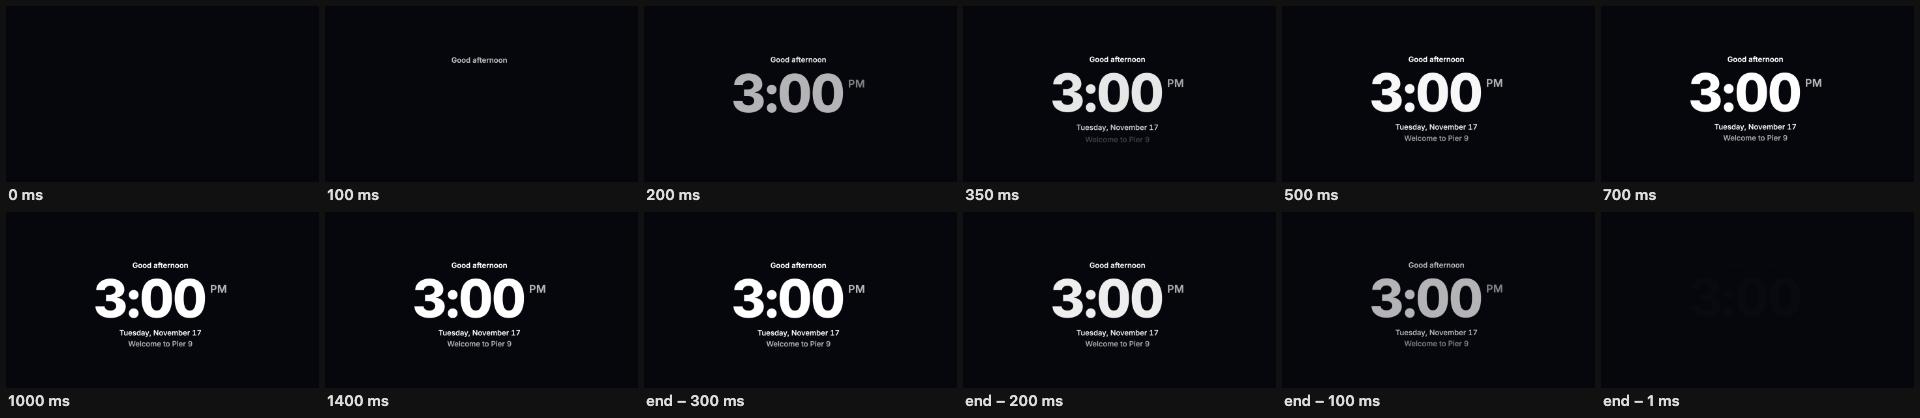 0 ms
Good afternoon
100 ms
Good afternoon
3:00 PM
200 ms
Good afternoon
3:00 PM
Tuesday, November 17
Welcome to Pier 9
350 ms
Good afternoon
3:00 PM
Tuesday, November 17
Welcome to Pier 9
500 ms
Good afternoon
3:00 PM
Tuesday, November 17
Welcome to Pier 9
700 ms
Good afternoon
3:00 PM
Tuesday, November 17
Welcome to Pier 9
1000 ms
Good afternoon
3:00 PM
Tuesday, November 17
Welcome to Pier 9
1400 ms
Good afternoon
3:00 PM
Tuesday, November 17
Welcome to Pier 9
end – 300 ms
Good afternoon
3:00 PM
Tuesday, November 17
Welcome to Pier 9
end – 200 ms
Good afternoon
3:00 PM
Tuesday, November 17
Welcome to Pier 9
end – 100 ms
3:00
end – 1 ms